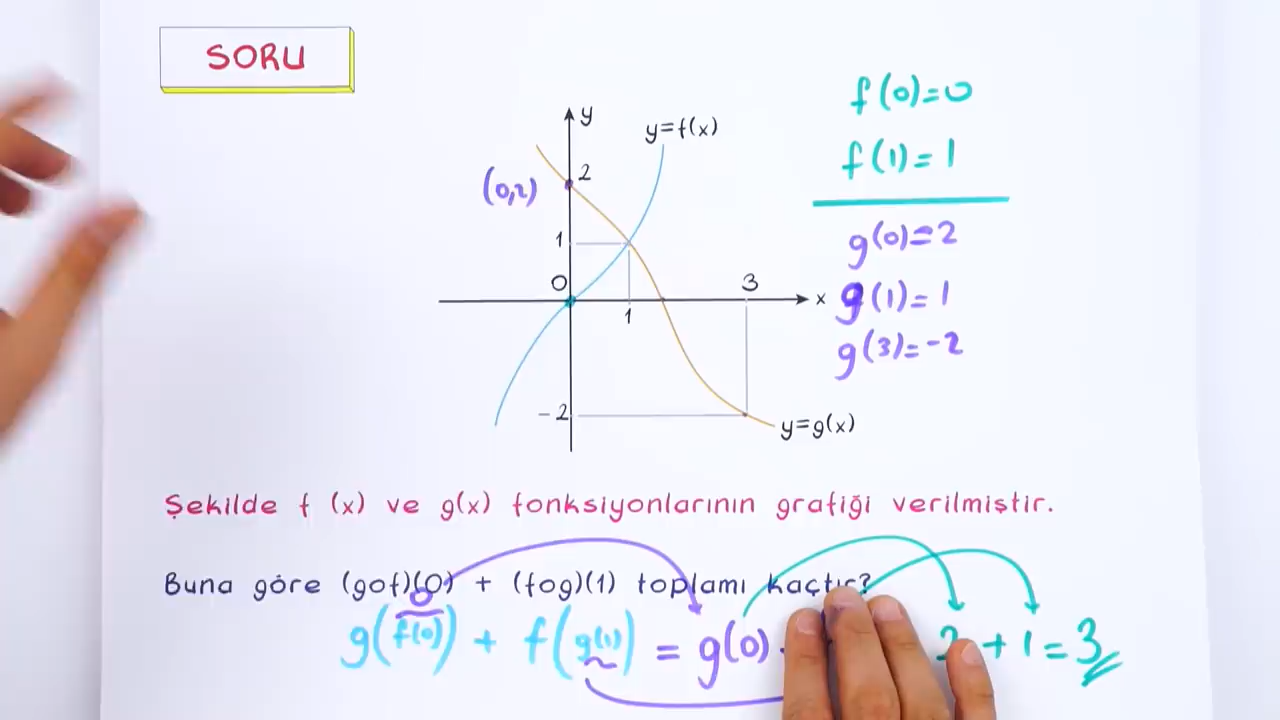 SORU
f(0)=0
f(1)=1
g(0)=2
g(1)=1
g(3)=-2
y
y=f(x)
(0,2)
2
1
0
3
x
1
-2
y=g(x)
Şekilde f (x) ve g(x) fonksiyonlarının grafiği verilmiştir.
Buna göre (gof)(0) + (fog)(1) toplamı kaçtır?
0
g(f(0)) + f(g(1)) = g(0) 2 + 1 = 3